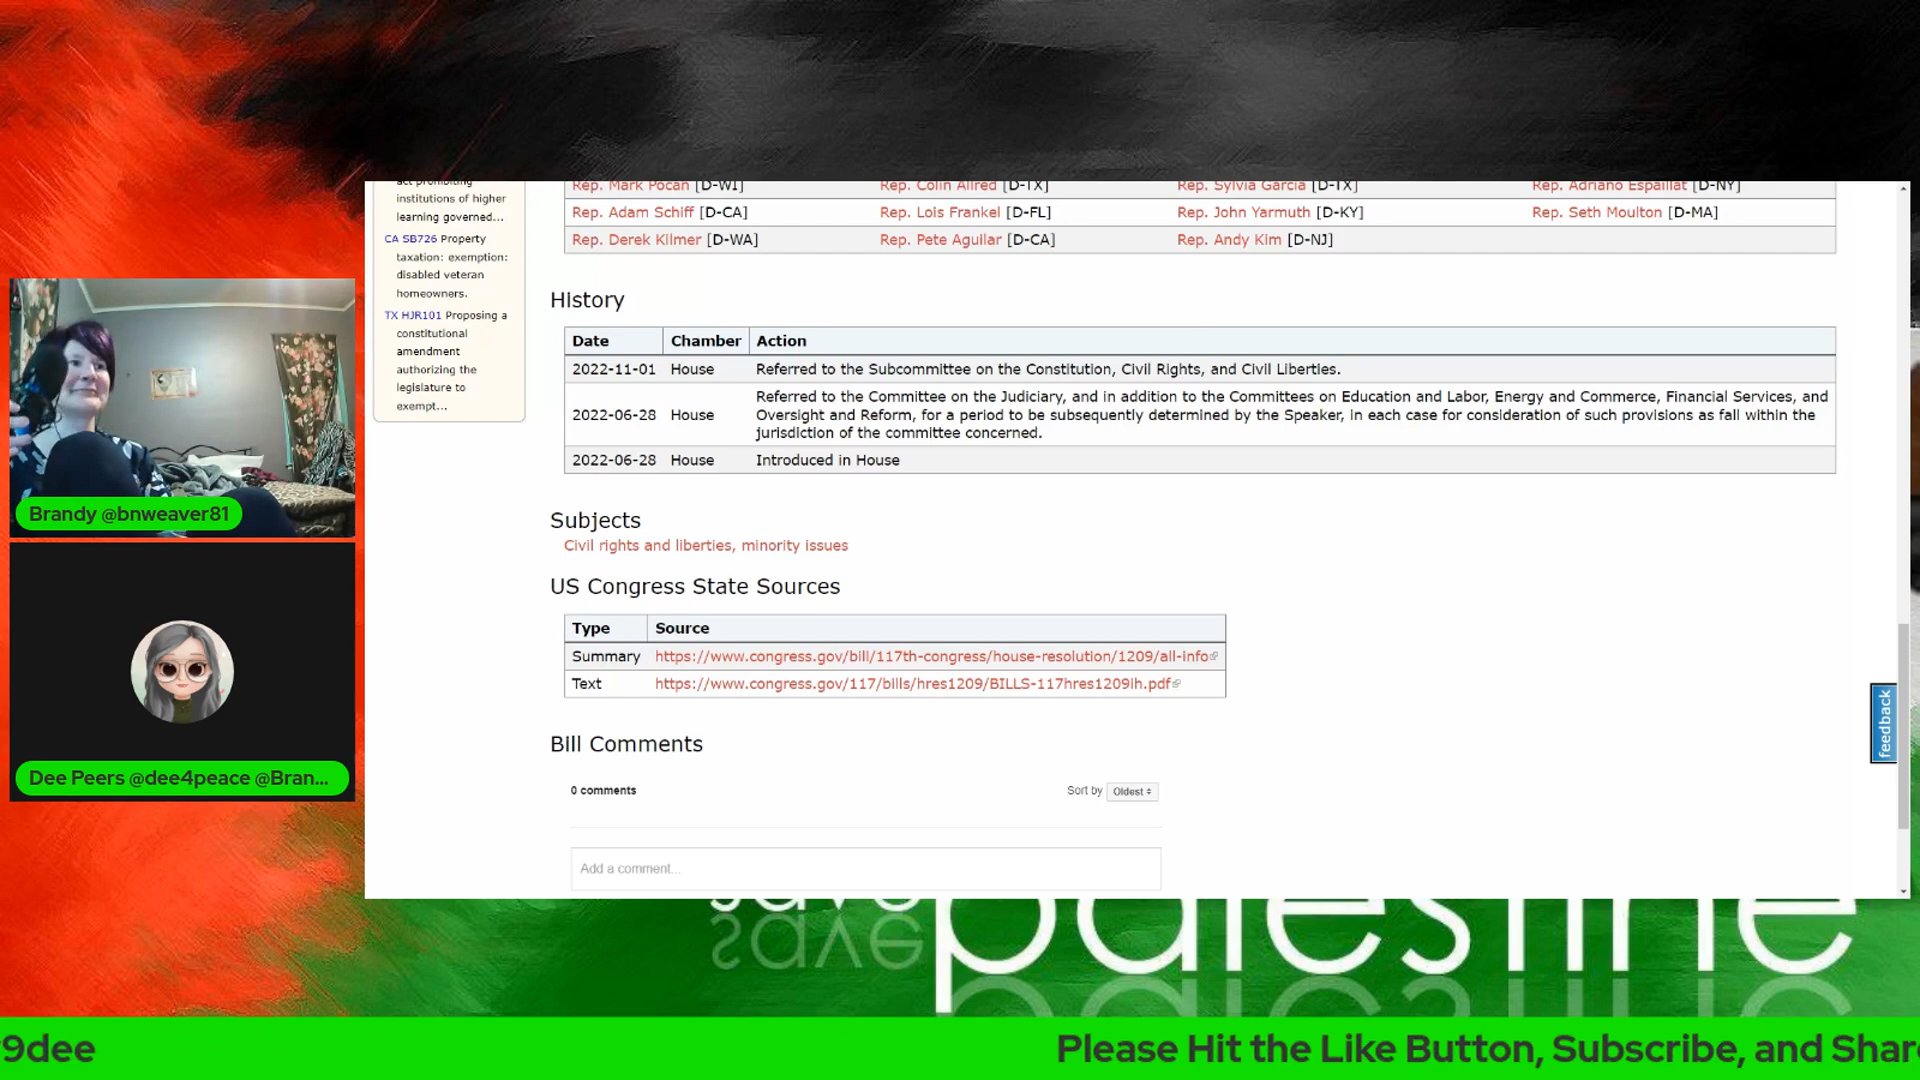 act prohibiting
institutions of higher
learning governed...
CA SB726 Property
taxation: exemption:
disabled veteran
homeowners.
TX HJR101 Proposing a
constitutional
amendment
authorizing the
legislature to
exempt...
Rep. Mark Pocan [D-WI] Rep. Colin Allred [D-TX] Rep. Sylvia Garcia [D-TX] Rep. Adriano Espaillat [D-NY]
Rep. Adam Schiff [D-CA] Rep. Lois Frankel [D-FL] Rep. John Yarmuth [D-KY] Rep. Seth Moulton [D-MA]
Rep. Derek Kilmer [D-WA] Rep. Pete Aguilar [D-CA] Rep. Andy Kim [D-NJ]
History
Date Chamber Action
2022-11-01 House Referred to the Subcommittee on the Constitution, Civil Rights, and Civil Liberties.
2022-06-28 House Referred to the Committee on the Judiciary, and in addition to the Committees on Education and Labor, Energy and Commerce, Financial Services, and
Oversight and Reform, for a period to be subsequently determined by the Speaker, in each case for consideration of such provisions as fall within the
jurisdiction of the committee concerned.
2022-06-28 House Introduced in House
Subjects
Civil rights and liberties, minority issues
US Congress State Sources
Type Source
Summary https://www.congress.gov/bill/117th-congress/house-resolution/1209/all-info
Text https://www.congress.gov/117/bills/hres1209/BILLS-117hres1209ih.pdf
Bill Comments
0 comments Sort by Oldest
Add a comment...
feedback
Brandy @bnweaver81
Dee Peers @dee4peace @Bran...
save palestine
9dee Please Hit the Like Button, Subscribe, and Share